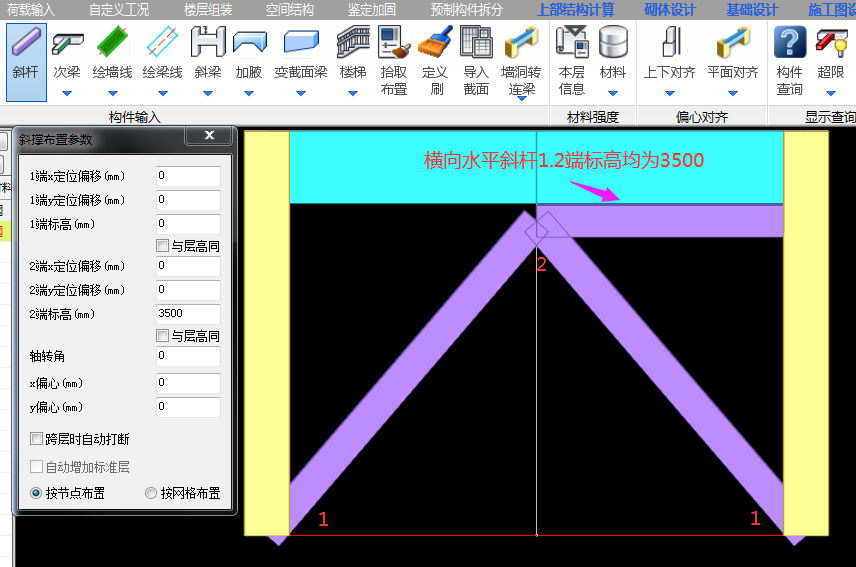 荷载输入 自定义工况 楼层组装 空间结构 鉴定加固 预制构件拆分 上部结构计算 砌体设计 基础设计 施工图设
斜杆 次梁 绘墙线 绘梁线 斜梁 加腋 变截面梁 楼梯 拾取布置 定义刷 导入截面 墙洞转连梁 本层信息 材料 上下对齐 平面对齐 构件查询 超限
构件输入 材料强度 偏心对齐 显示查询
斜撑布置参数
1端x定位偏移(mm) 0
1端y定位偏移(mm) 0
1端标高(mm) 0
与层高同
2端x定位偏移(mm) 0
2端y定位偏移(mm) 0
2端标高(mm) 3500
与层高同
轴转角 0
x偏心(mm) 0
y偏心(mm) 0
跨层时自动打断
自动增加标准层
按节点布置 按网格布置
横向水平斜杆1.2端标高均为3500
2
1
1